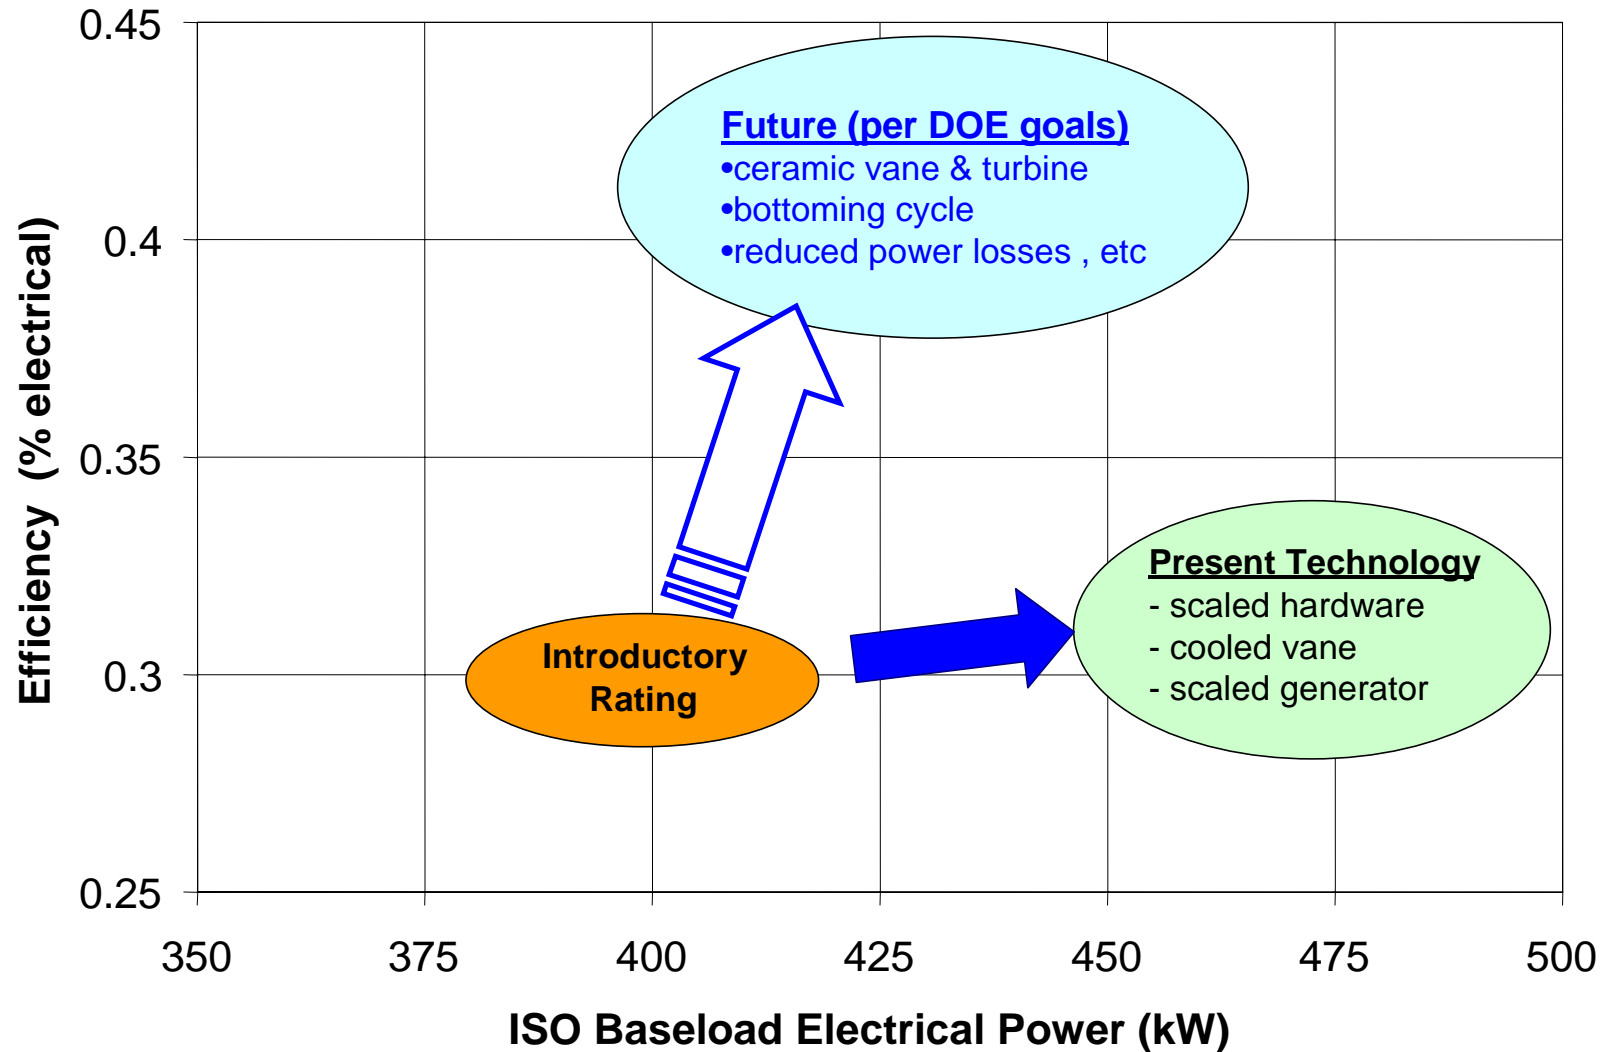 0.45
Future (per DOE goals)
•ceramic vane & turbine
•bottoming cycle
•reduced power losses , etc
0.4
Efficiency (% electrical)
0.35
Present Technology
- scaled hardware
- cooled vane
- scaled generator
Introductory
Rating
0.3
0.25
350 375 400 425 450 475 500
ISO Baseload Electrical Power (kW)